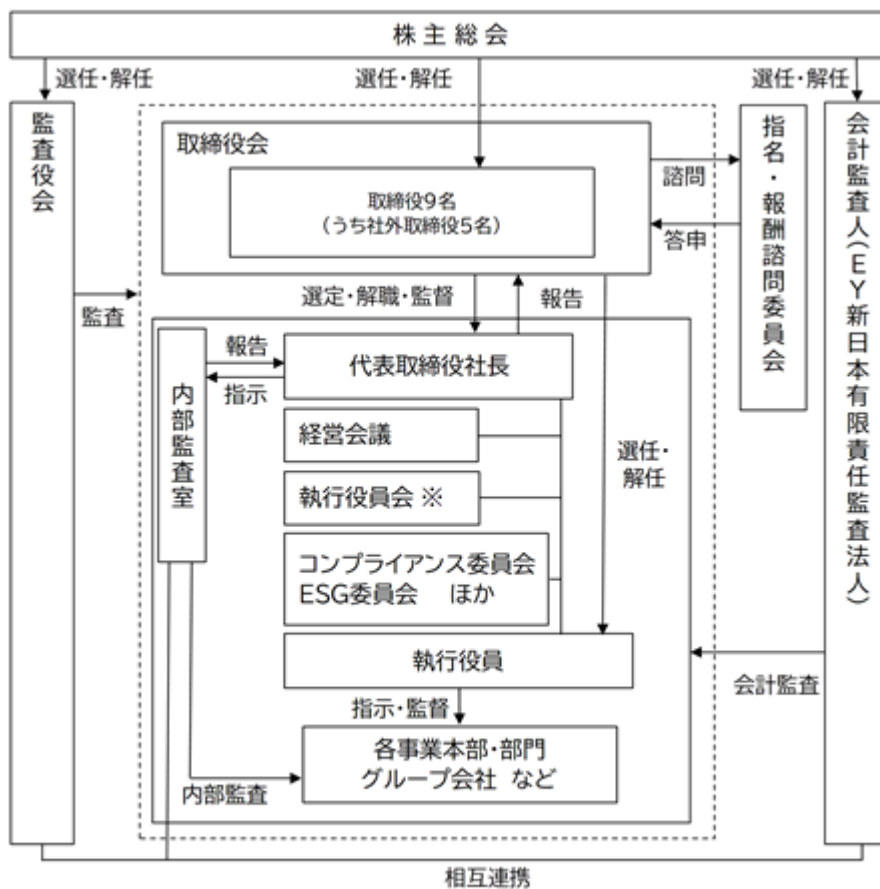 株主総会
選任・解任
選任・解任
選任・解任
監査役会
取締役会
取締役9名
(うち社外取締役5名)
諮問
答申
指名・報酬諮問委員会
会計監査人(EY新日本有限責任監査法人)
監査
選定・解職・監督
報告
内部監査室
報告
指示
代表取締役社長
経営会議
執行役員会 ※
選任・
解任
コンプライアンス委員会
ESG委員会 ほか
執行役員
会計監査
指示・監督
各事業本部・部門
グループ会社 など
内部監査
相互連携